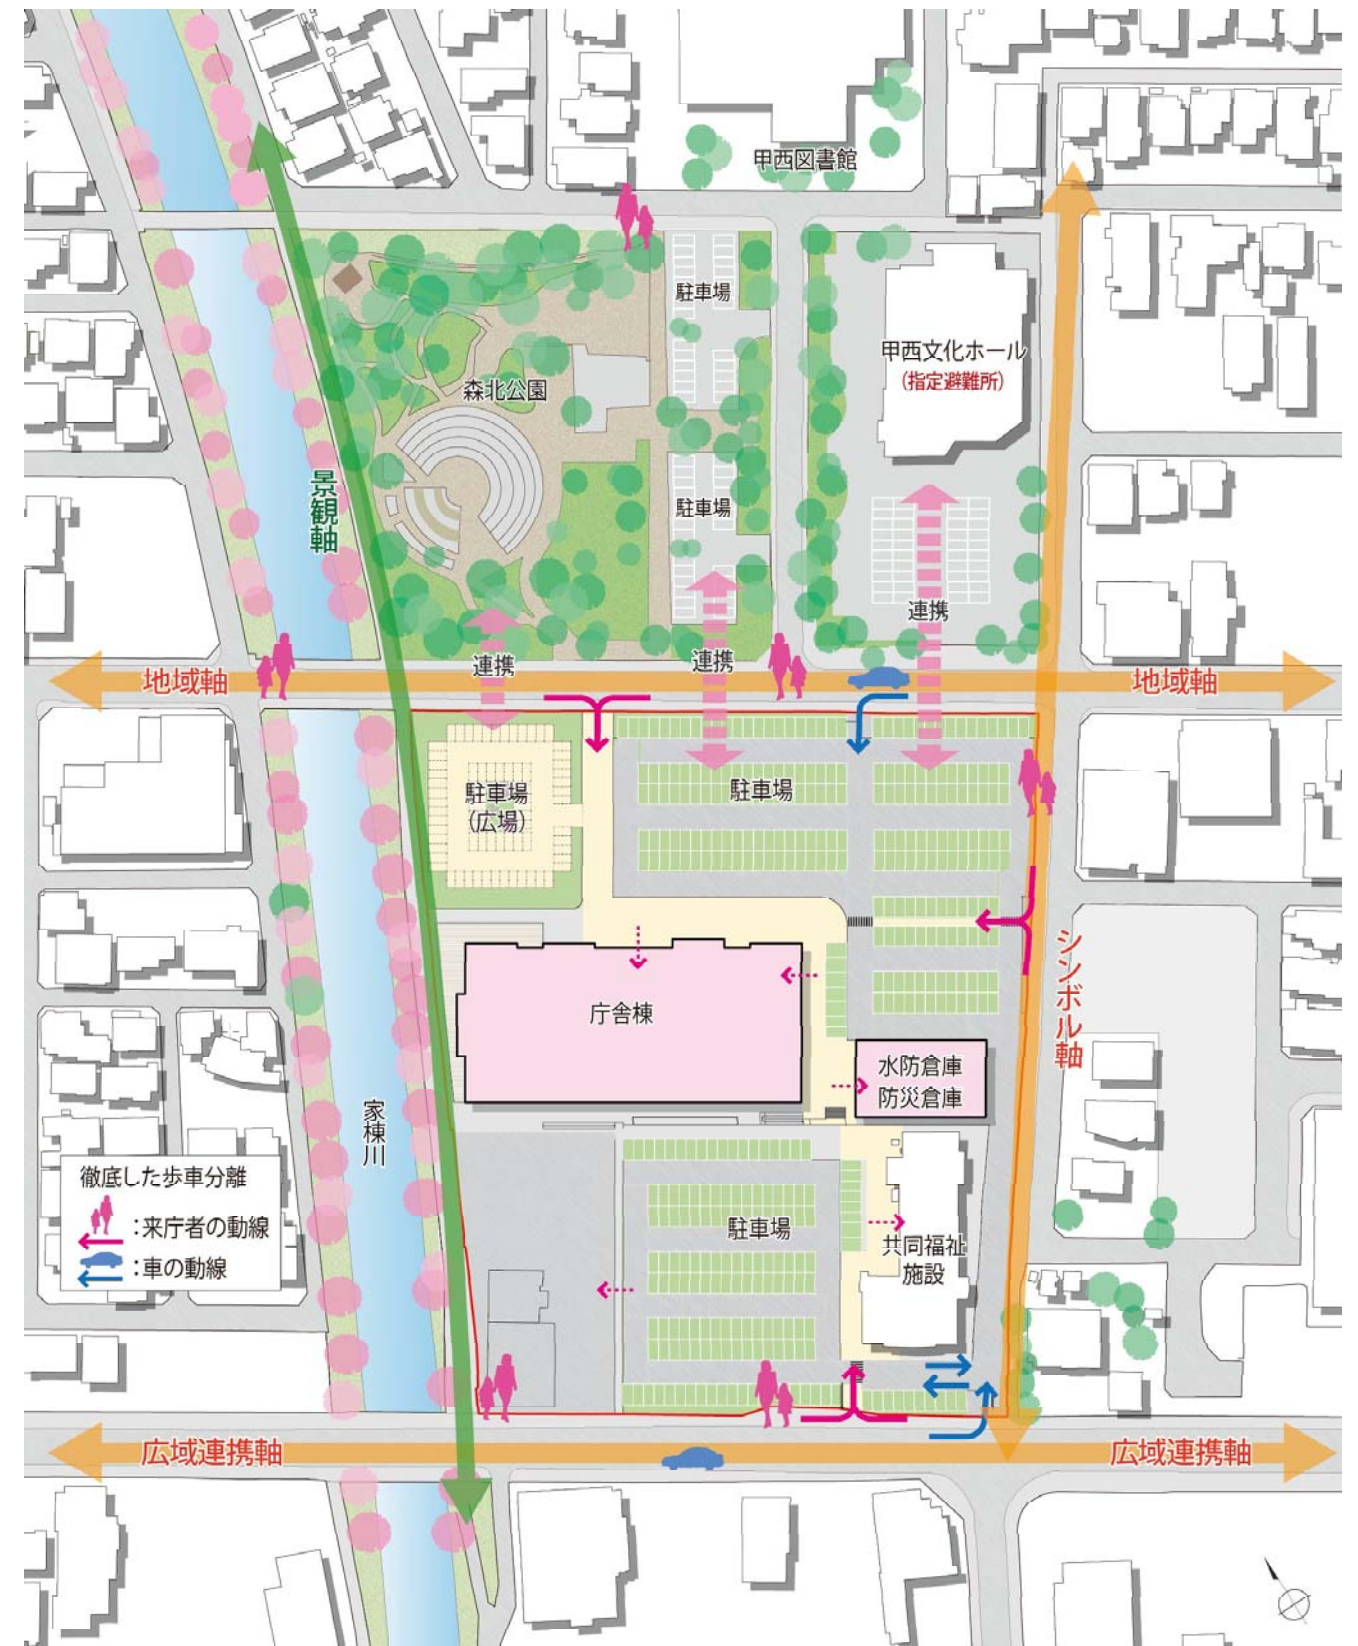 甲西図書館
駐車場
甲西文化ホール
(指定避難所)
森北公園
駐車場
景観軸
連携
連携
連携
地域軸
地域軸
駐車場
(広場)
駐車場
シンボル軸
庁舎棟
水防倉庫
防災倉庫
家棟川
徹底した歩車分離
:来庁者の動線
:車の動線
駐車場
共同福祉
施設
広域連携軸
広域連携軸